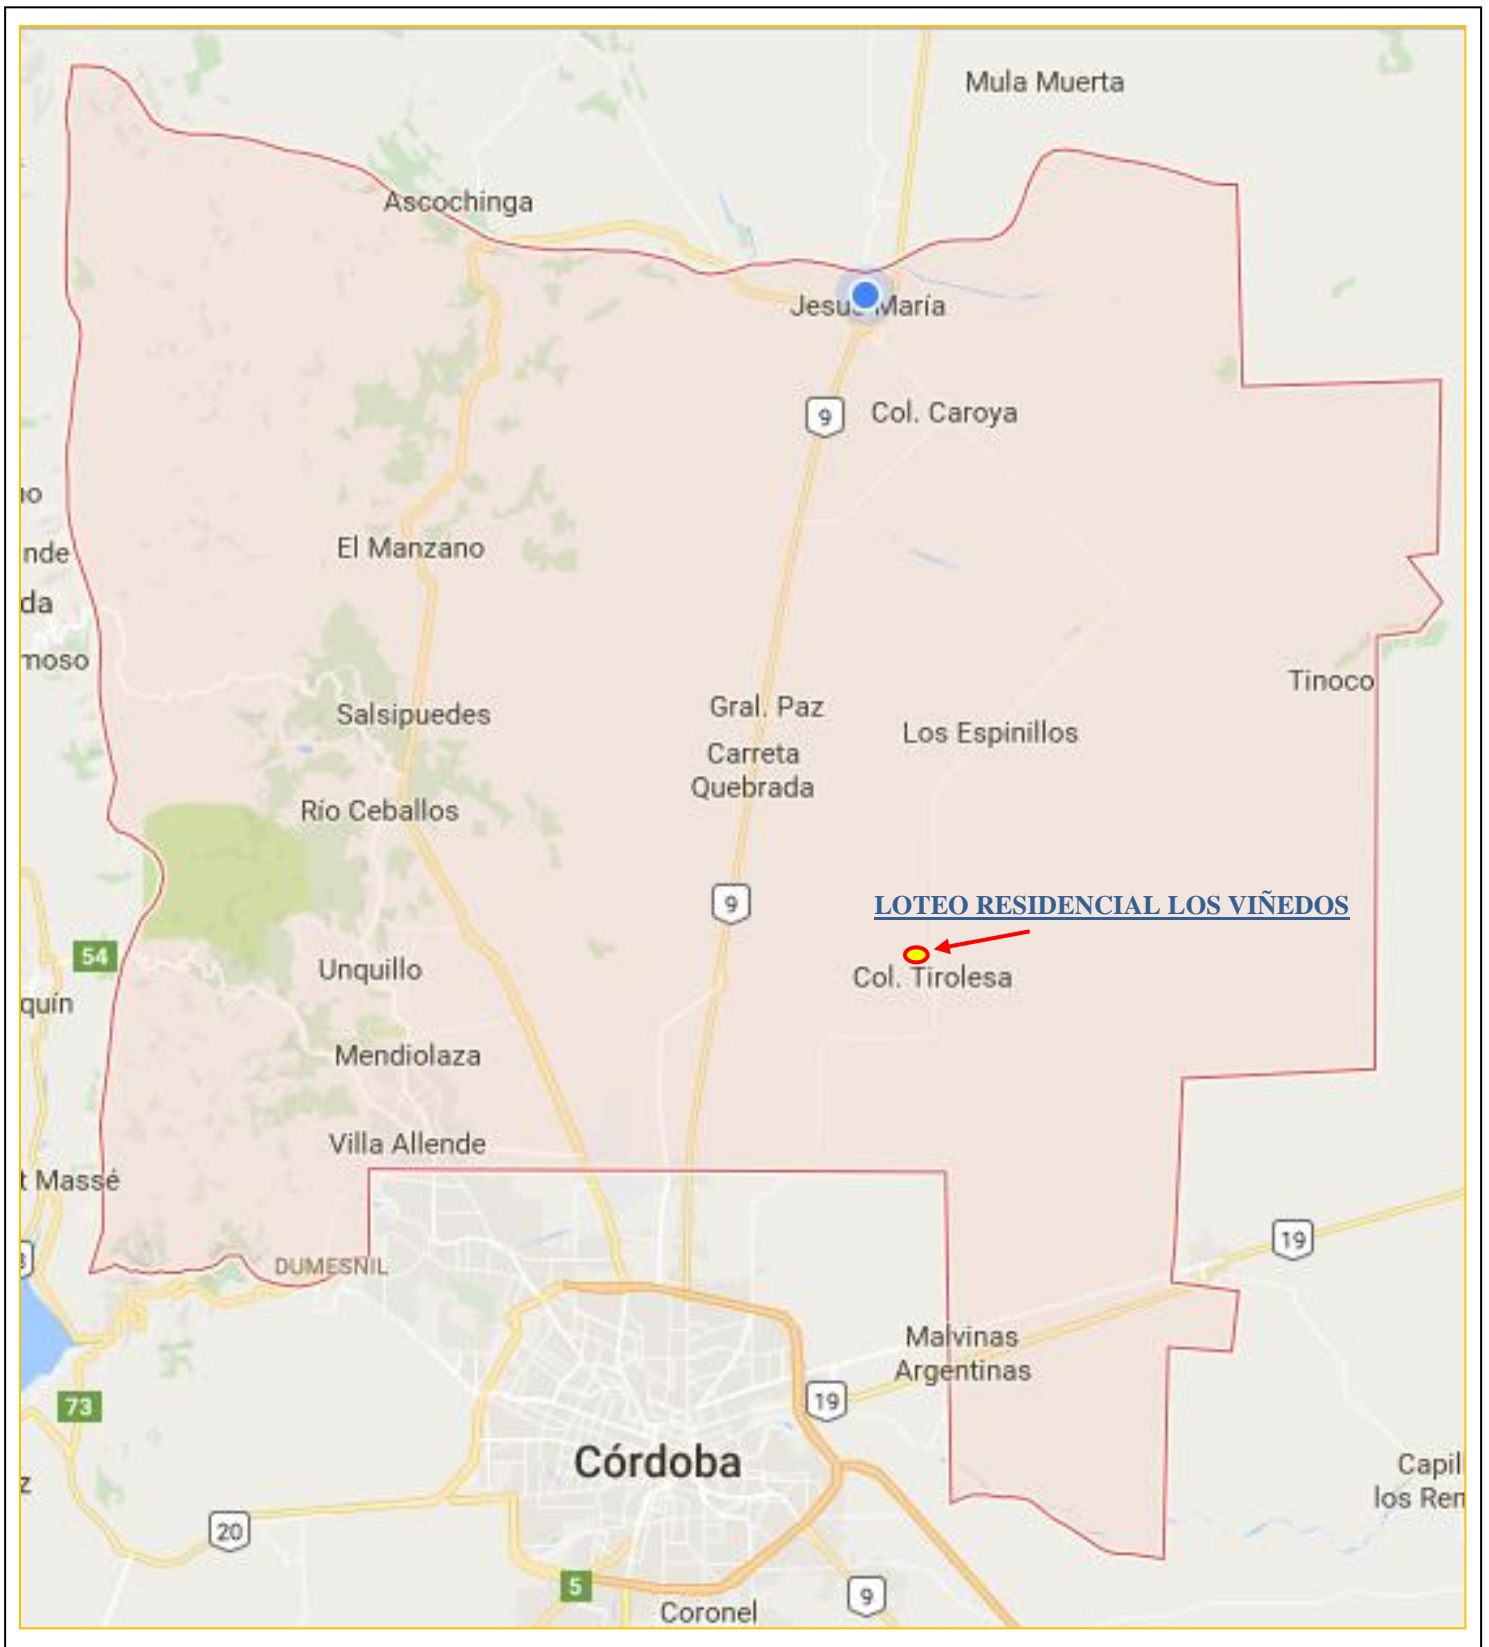 Mula Muerta
Ascochinga
Jesús María
9
Col. Caroya
no
El Manzano
nde
da
moso
Tinoco
Salsipuedes
Gral. Paz
Los Espinillos
Carreta
Quebrada
Río Ceballos
9
LOTEO RESIDENCIAL LOS VIÑEDOS
54
Unquillo
Col. Tirolesa
quín
Mendiolaza
Villa Allende
t Massé
19
DUMESNIL
Malvinas
Argentinas
19
73
Córdoba
Capil
los Ren
z
20
5
9
Coronel